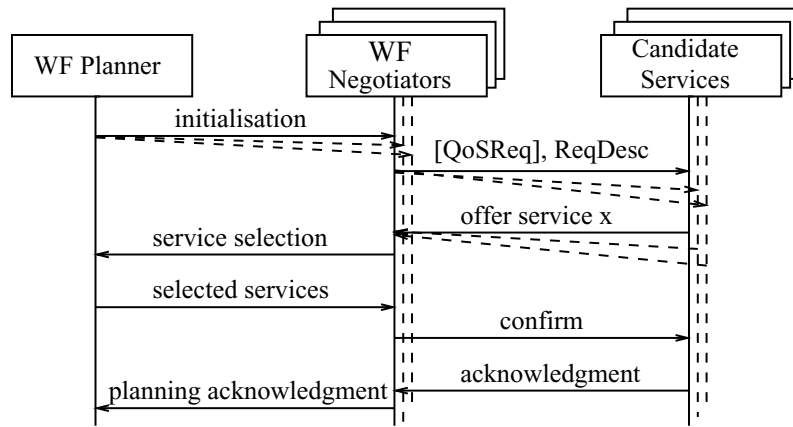 WF Planner
WF
Negotiators
Candidate
Services
initialisation
[QoSReq], ReqDesc
offer service x
service selection
selected services
confirm
acknowledgment
planning acknowledgment